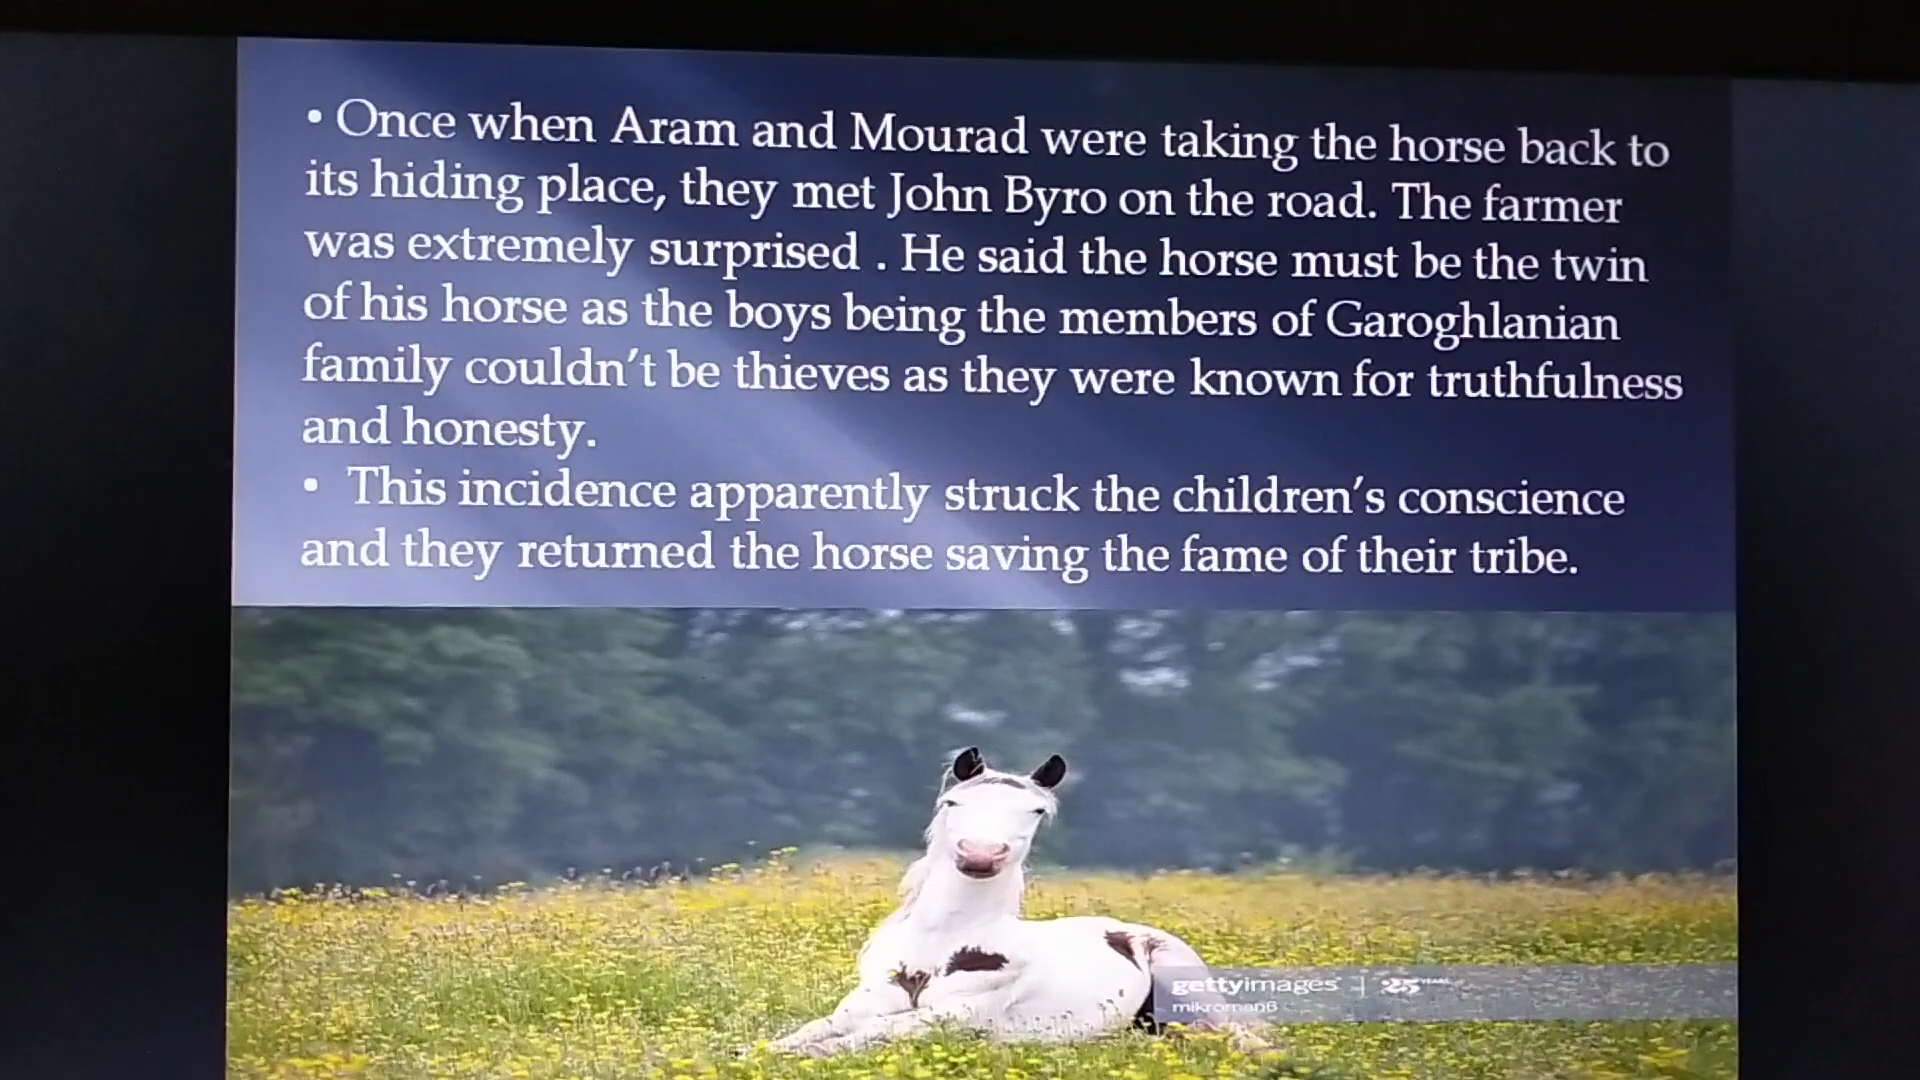 • Once when Aram and Mourad were taking the horse back to
its hiding place, they met John Byro on the road. The farmer
was extremely surprised . He said the horse must be the twin
of his horse as the boys being the members of Garoghlanian
family couldn't be thieves as they were known for truthfulness
and honesty.
• This incidence apparently struck the children's conscience
and they returned the horse saving the fame of their tribe.
gettyimages | 25 YEARS
mikroman6